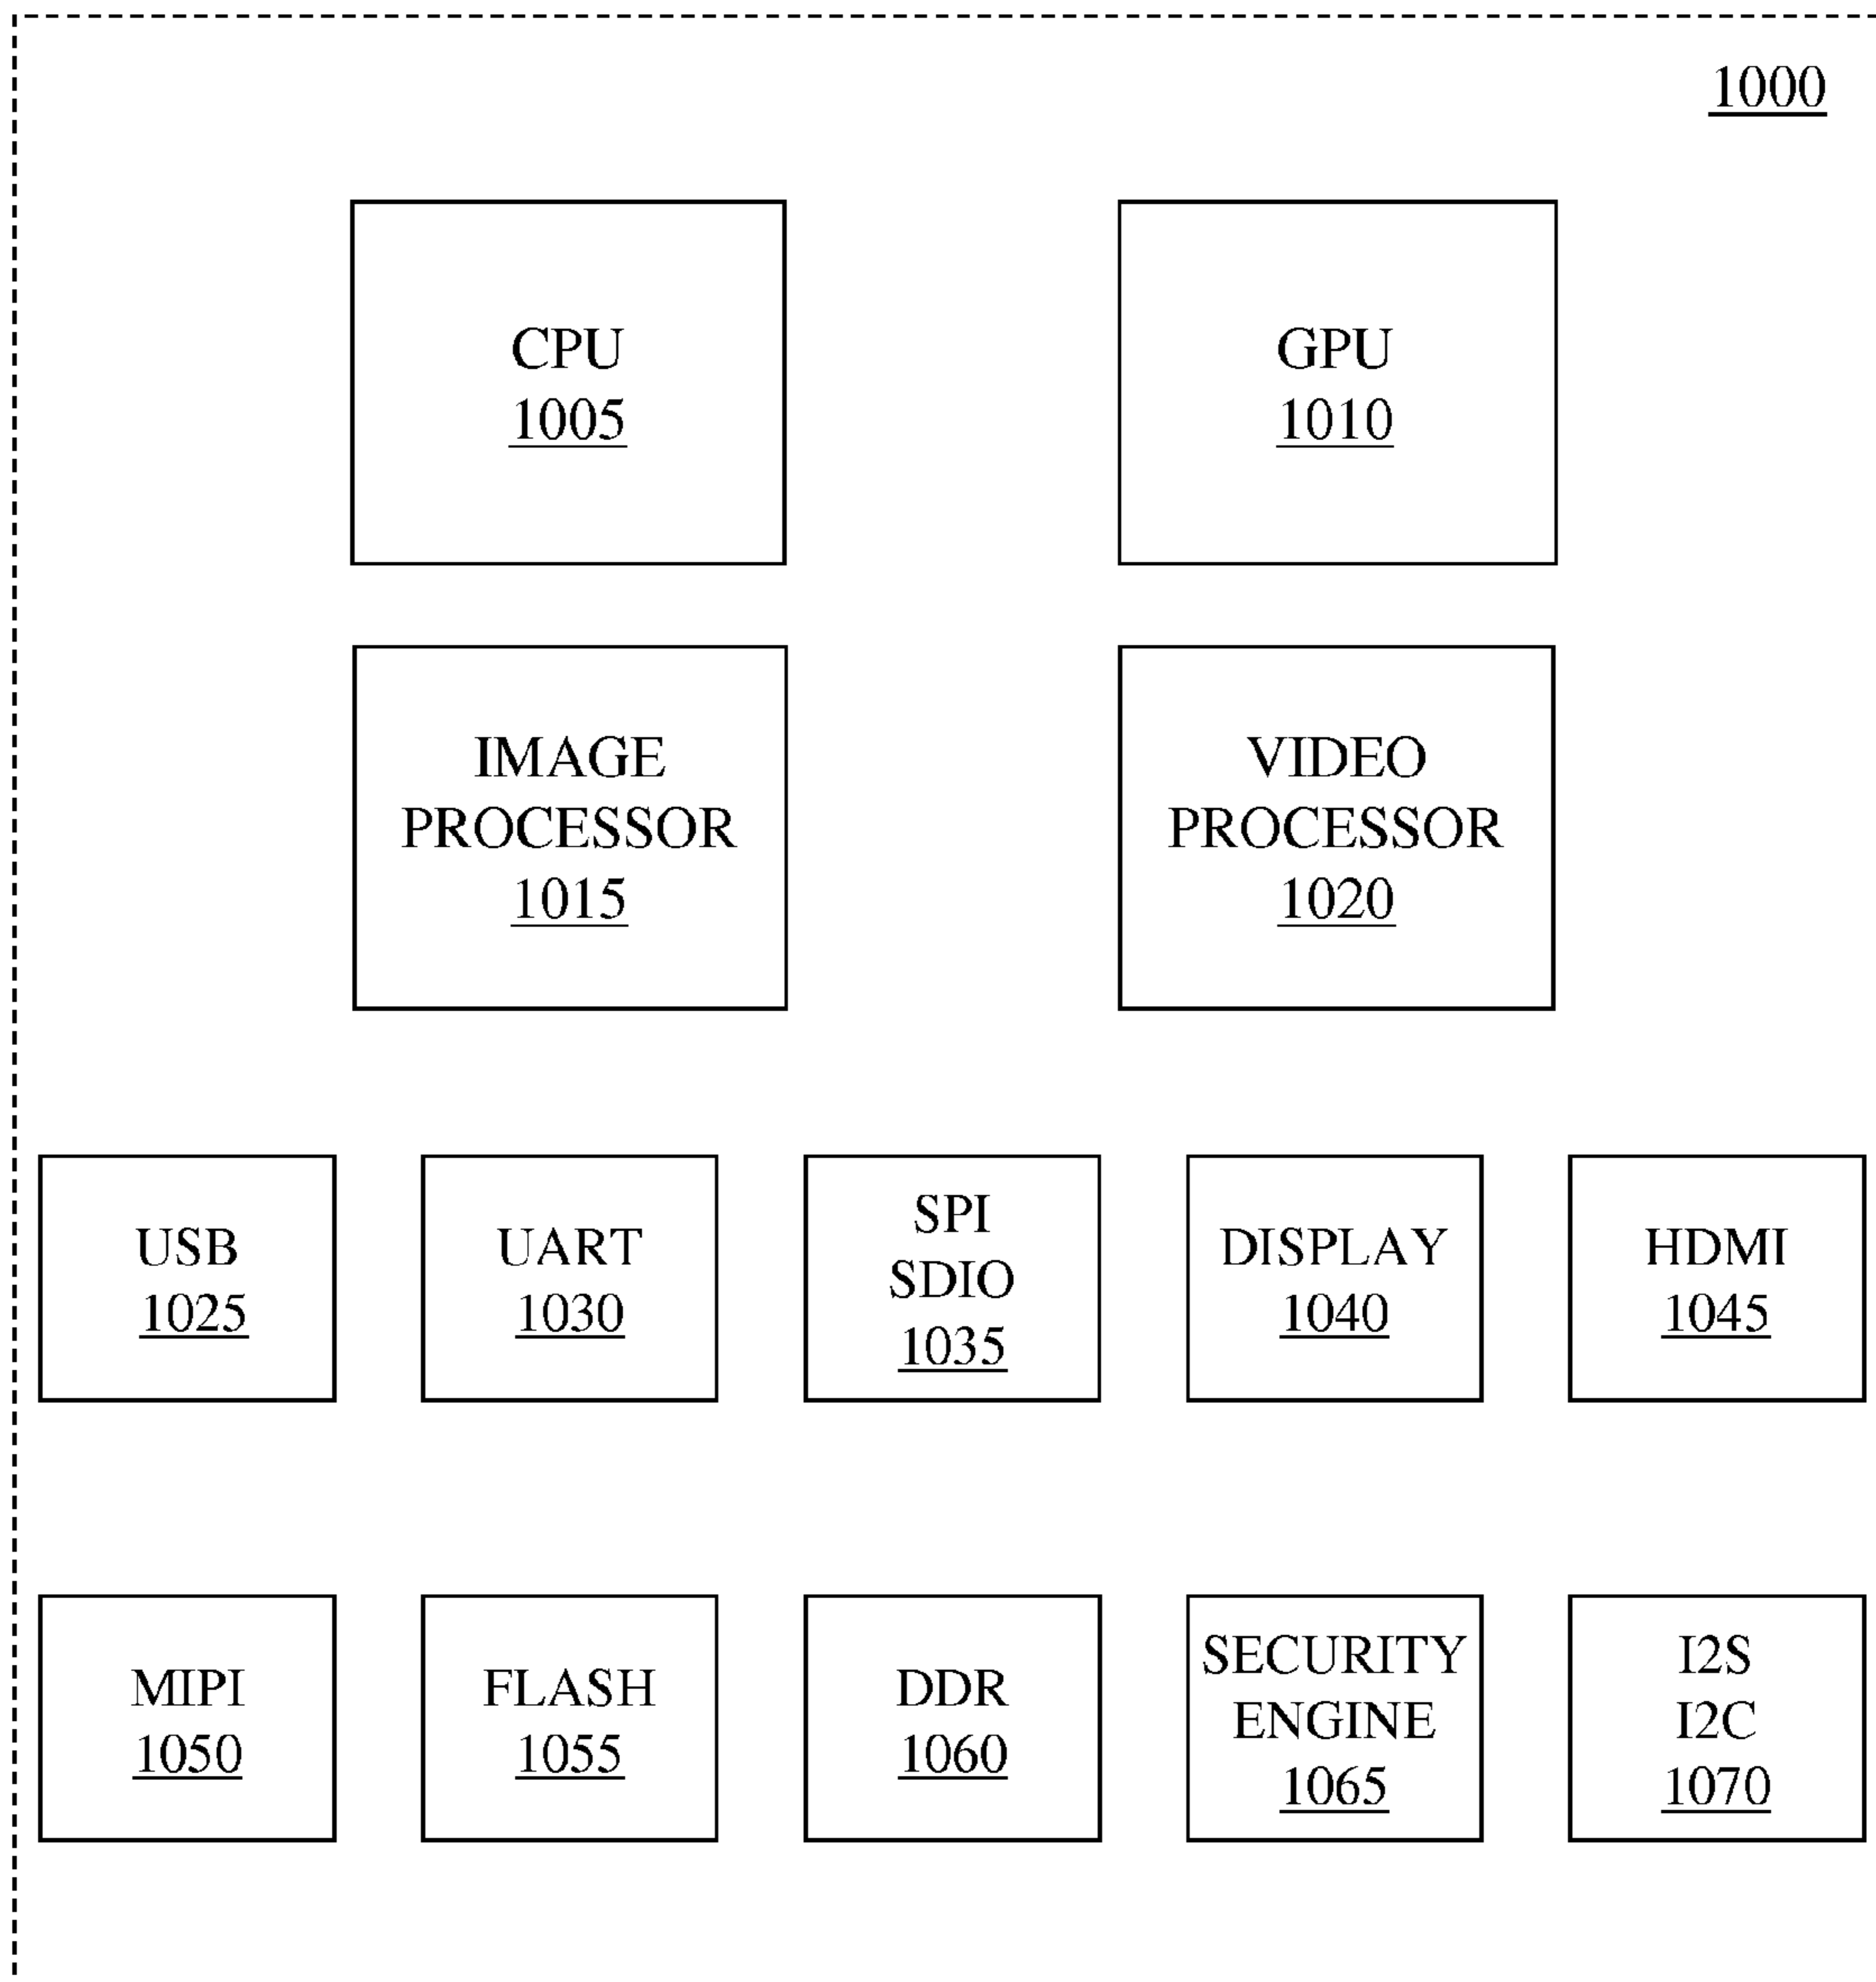 1000
CPU
1005
GPU
1010
IMAGE
PROCESSOR
1015
VIDEO
PROCESSOR
1020
USB
1025
UART
1030
SPI
SDIO
1035
DISPLAY
1040
HDMI
1045
MIPI
1050
FLASH
1055
DDR
1060
SECURITY
ENGINE
1065
I2S
I2C
1070